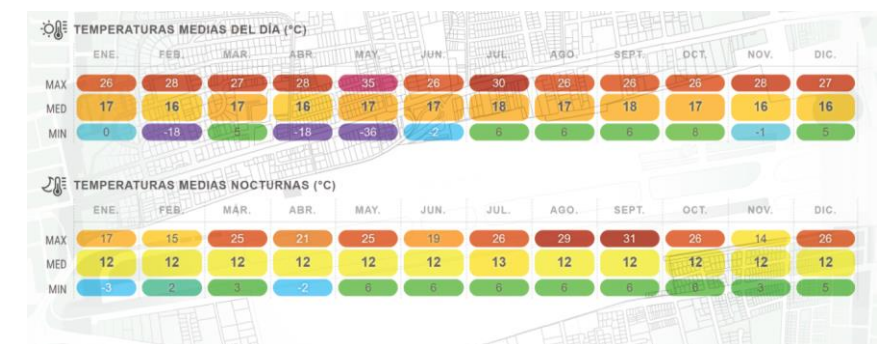 TEMPERATURAS MEDIAS DEL DÍA (°C)
ENE. FEB. MAR. ABR. MAY. JUN. JUL. AGO. SEPT. OCT. NOV. DIC.
MAX 26 28 27 28 35 26 30 26 26 26 28 27
MED 17 16 17 16 17 17 18 17 18 17 16 16
MIN 0 -18 5 -18 -36 -2 6 6 6 8 -1 5
TEMPERATURAS MEDIAS NOCTURNAS (°C)
ENE. FEB. MAR. ABR. MAY. JUN. JUL. AGO. SEPT. OCT. NOV. DIC.
MAX 17 15 25 21 25 19 26 29 31 26 14 26
MED 12 12 12 12 12 12 13 12 12 12 12 12
MIN -3 2 3 -2 6 6 6 6 6 8 3 5